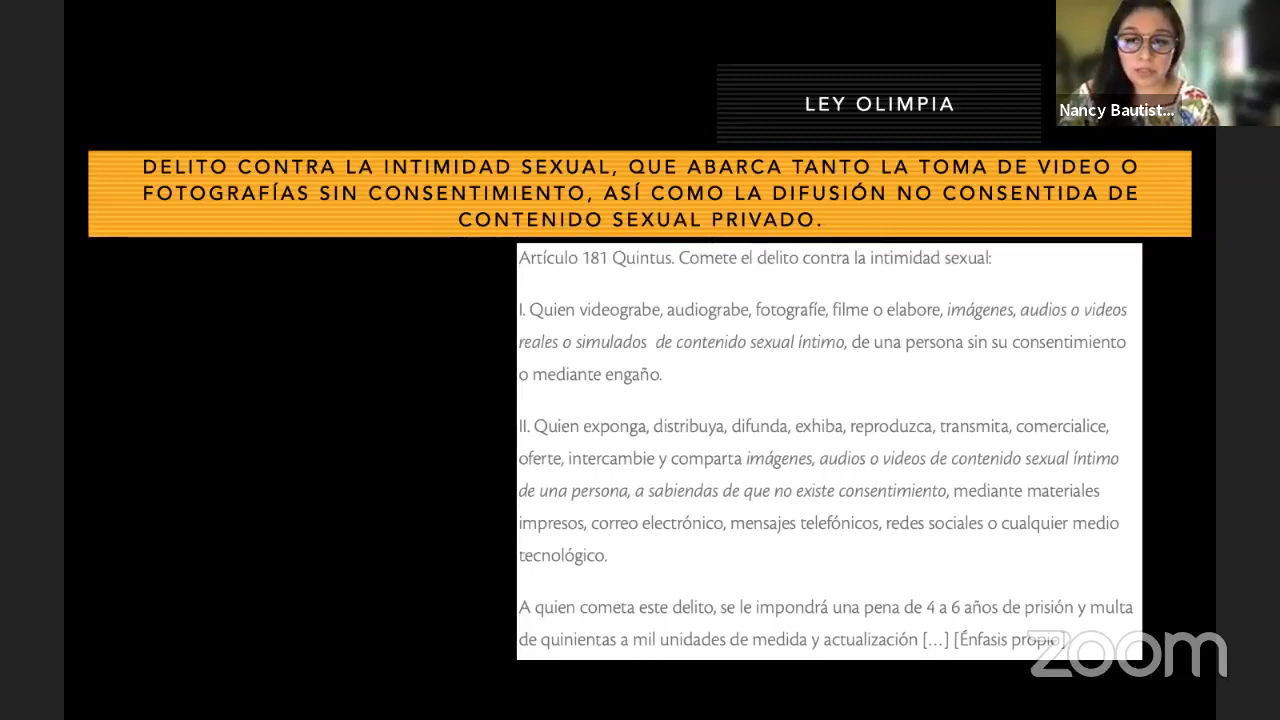 LEY OLIMPIA
Nancy Bautist...
DELITO CONTRA LA INTIMIDAD SEXUAL, QUE ABARCA TANTO LA TOMA DE VIDEO O
FOTOGRAFÍAS SIN CONSENTIMIENTO, ASÍ COMO LA DIFUSIÓN NO CONSENTIDA DE
CONTENIDO SEXUAL PRIVADO.
Artículo 181 Quintus. Comete el delito contra la intimidad sexual:
I. Quien videograbe, audiograbe, fotografíe, filme o elabore, imágenes, audios o videos
reales o simulados de contenido sexual íntimo, de una persona sin su consentimiento
o mediante engaño.
II. Quien exponga, distribuya, difunda, exhiba, reproduzca, transmita, comercialice,
oferte, intercambie y comparta imágenes, audios o videos de contenido sexual íntimo
de una persona, a sabiendas de que no existe consentimiento, mediante materiales
impresos, correo electrónico, mensajes telefónicos, redes sociales o cualquier medio
tecnológico.
A quien cometa este delito, se le impondrá una pena de 4 a 6 años de prisión y multa
de quinientas a mil unidades de medida y actualización [...] [Énfasis propio]
zoom